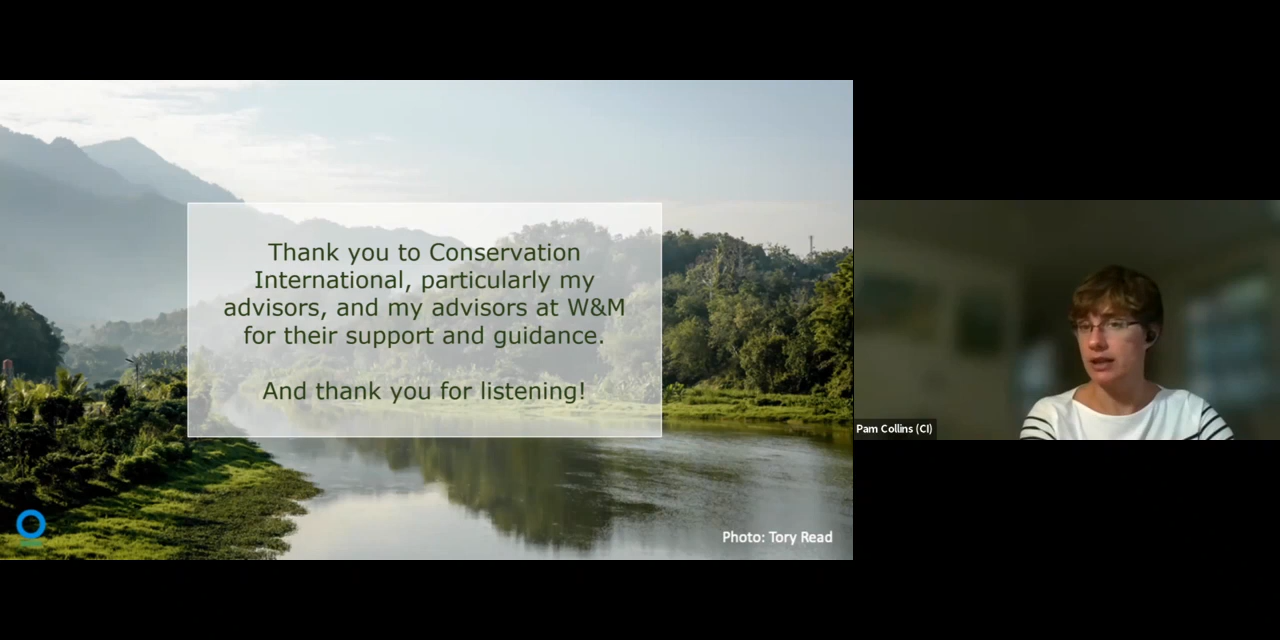 Thank you to Conservation
International, particularly my
advisors, and my advisors at W&M
for their support and guidance.
And thank you for listening!
Photo: Tory Read
Pam Collins (CI)